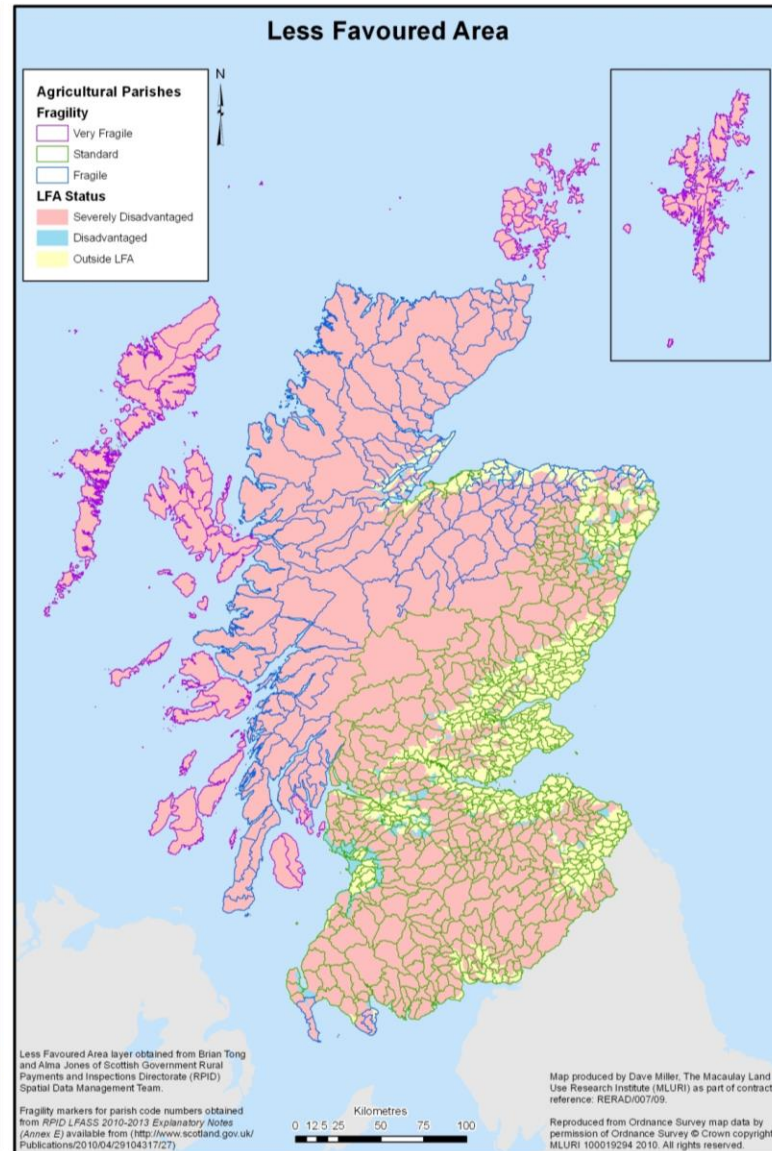 Less Favoured Area
Agricultural Parishes
Fragility
Very Fragile
Standard
Fragile
LFA Status
Severely Disadvantaged
Disadvantaged
Outside LFA
N
Less Favoured Area layer obtained from Brian Tong
and Alma Jones of Scottish Government Rural
Payments and Inspections Directorate (RPID)
Spatial Data Management Team.
Fragility markers for parish code numbers obtained
from RPID LFASS 2010-2013 Explanatory Notes
(Annex E) available from (http://www.scotland.gov.uk/
Publications/2010/04/29104317/27)
Kilometres
0 12.5 25 50 75 100
Map produced by Dave Miller, The Macaulay Land
Use Research Institute (MLURI) as part of contract
reference: RERAD/007/09.
Reproduced from Ordnance Survey map data by
permission of Ordnance Survey © Crown copyright
MLURI 100019294 2010. All rights reserved.